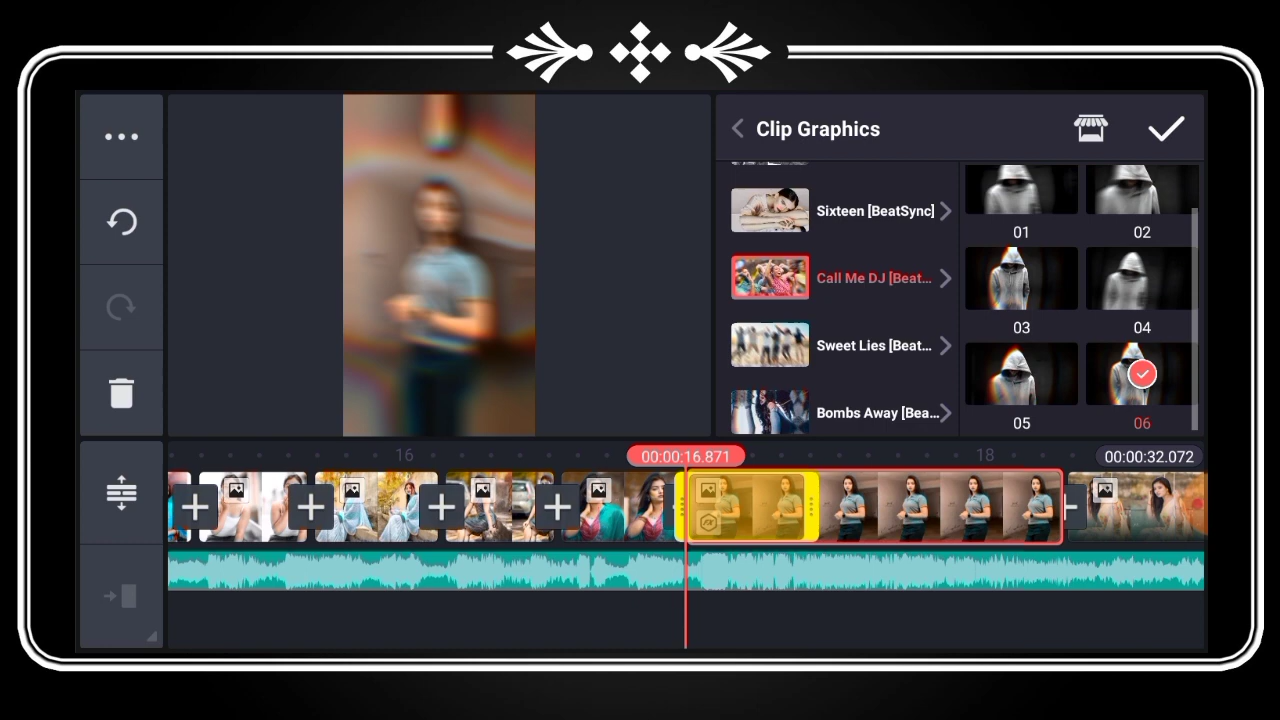 Clip Graphics
Sixteen [BeatSync]
Call Me DJ [Beat...
Sweet Lies [Beat...
Bombs Away [Bea...
01
02
03
04
05
06
16
00:00:16.871
18
00:00:32.072